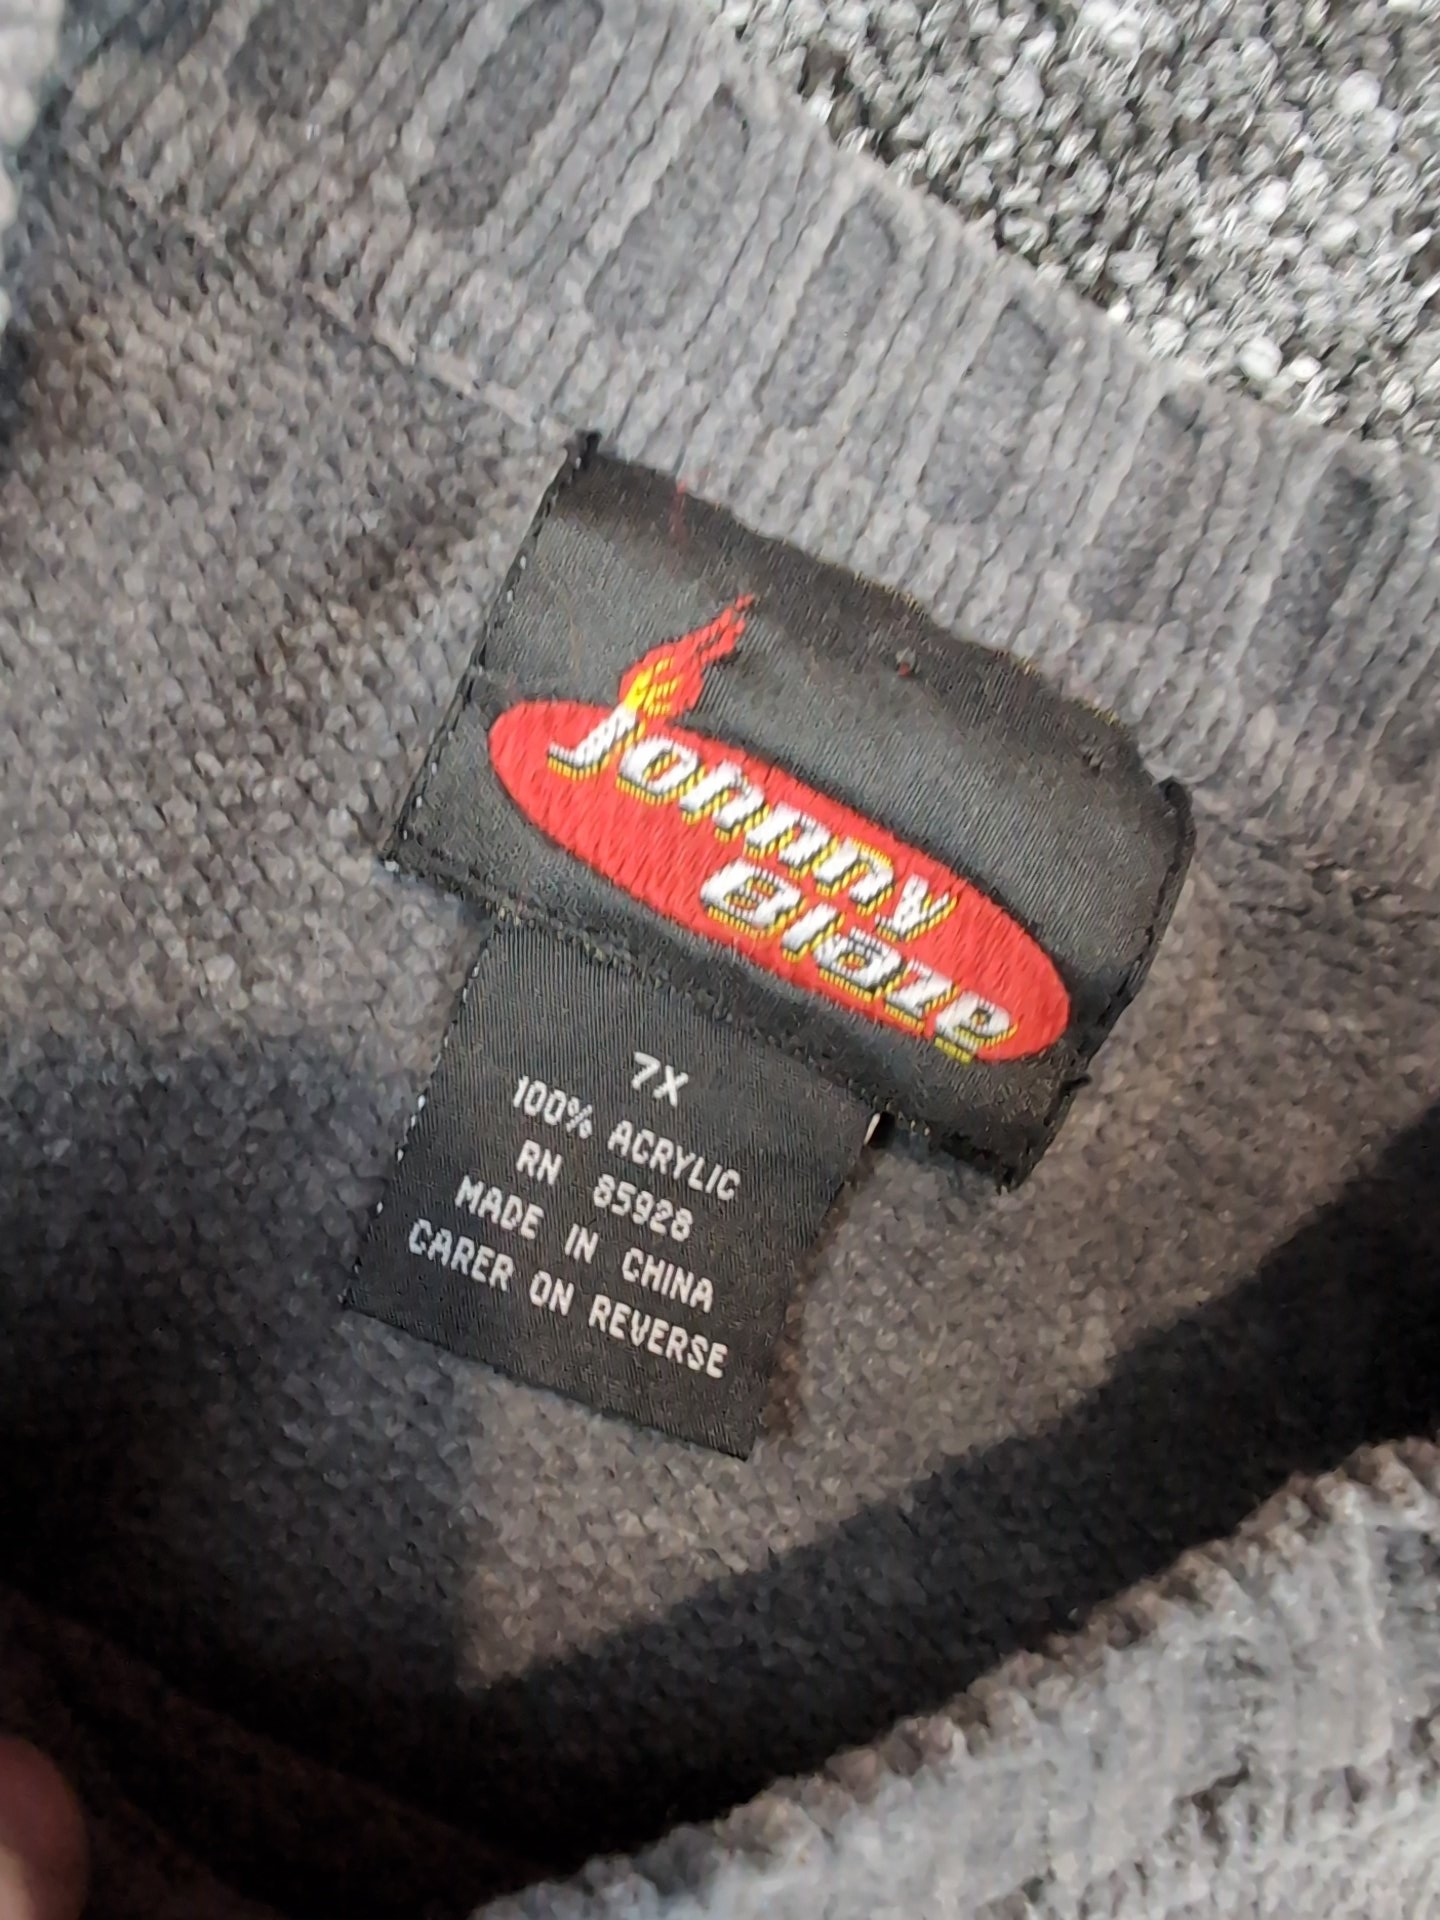 Johnny
Blaze
7X
100% ACRYLIC
RN 85928
MADE IN CHINA
CARER ON REVERSE